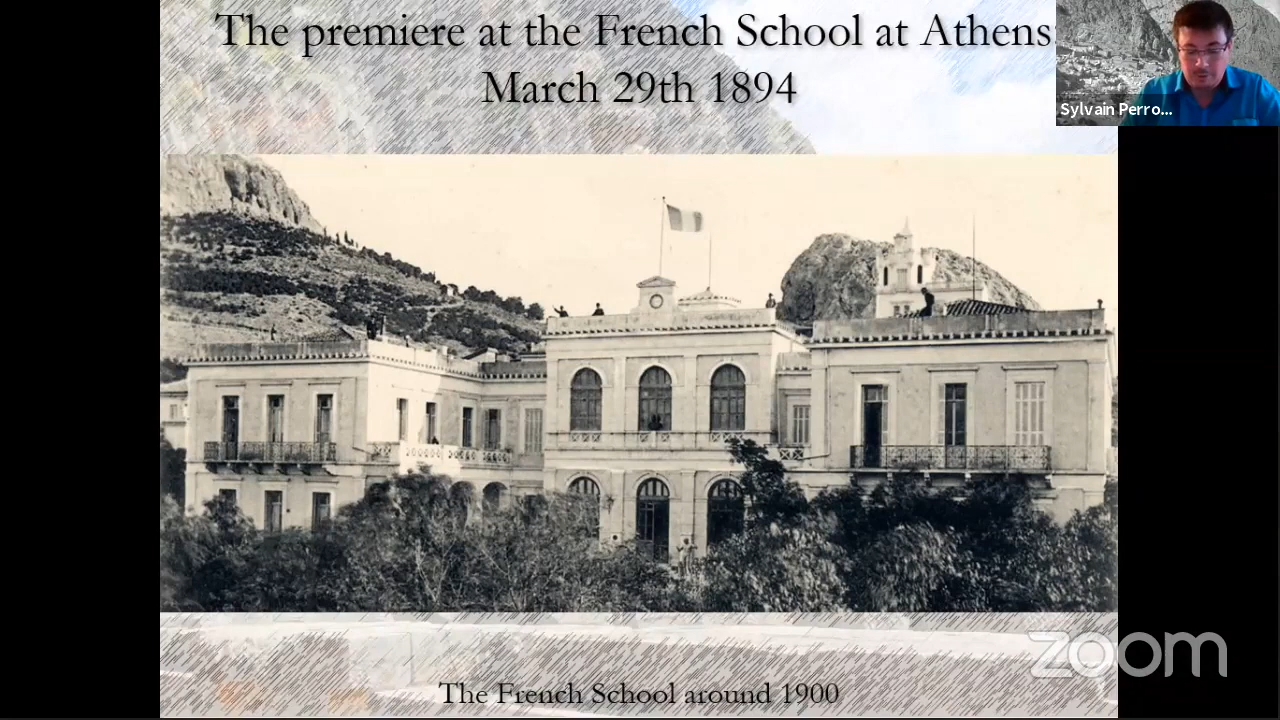 The premiere at the French School at Athens:
March 29th 1894
Sylvain Perro...
zoom
The French School around 1900